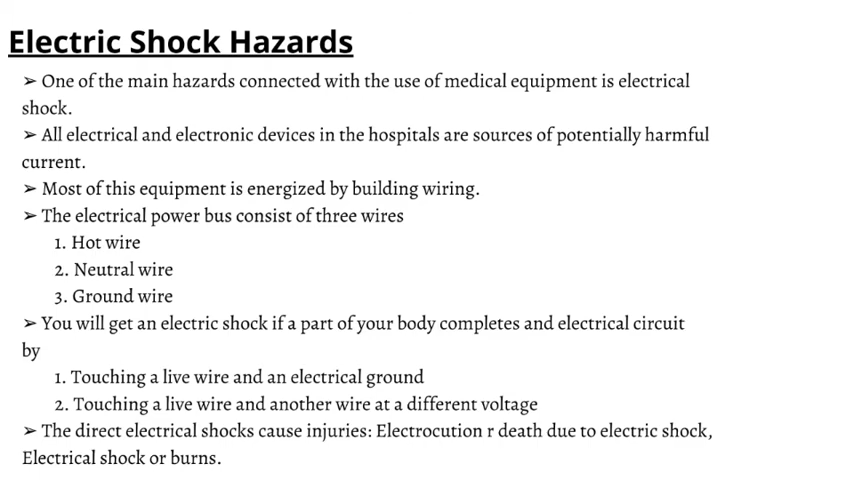 Electric Shock Hazards
➢ One of the main hazards connected with the use of medical equipment is electrical
shock.
➢ All electrical and electronic devices in the hospitals are sources of potentially harmful
current.
➢ Most of this equipment is energized by building wiring.
➢ The electrical power bus consist of three wires
1. Hot wire
2. Neutral wire
3. Ground wire
➢ You will get an electric shock if a part of your body completes and electrical circuit
by
1. Touching a live wire and an electrical ground
2. Touching a live wire and another wire at a different voltage
➢ The direct electrical shocks cause injuries: Electrocution r death due to electric shock,
Electrical shock or burns.